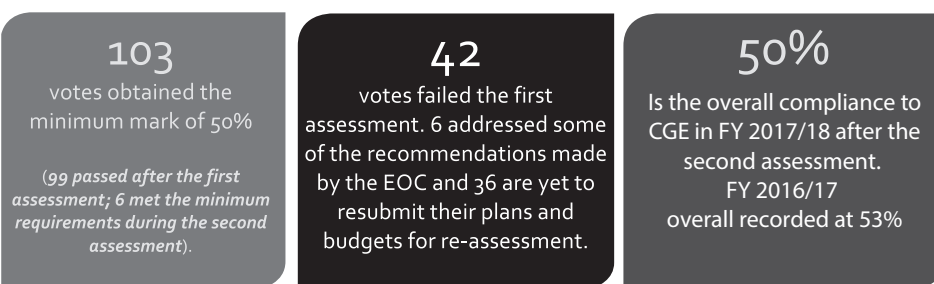 103
votes obtained the
minimum mark of 50%
(99 passed after the first
assessment; 6 met the minimum
requirements during the second
assessment).
42
votes failed the first
assessment. 6 addressed some
of the recommendations made
by the EOC and 36 are yet to
resubmit their plans and
budgets for re-assessment.
50%
Is the overall compliance to
CGE in FY 2017/18 after the
second assessment.
FY 2016/17
overall recorded at 53%